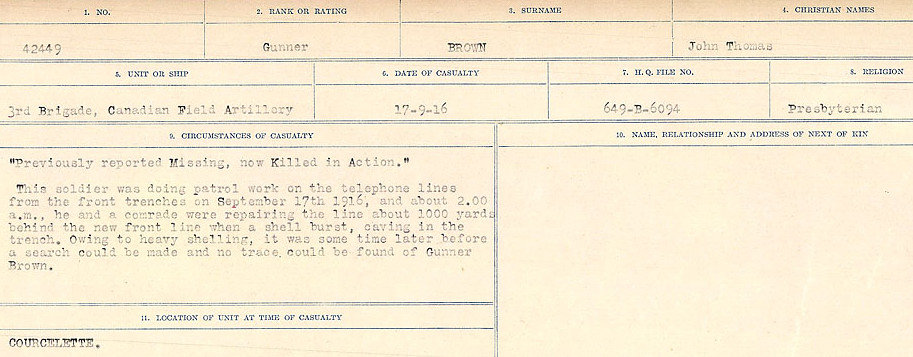 1. NO. 2. RANK OR RATING 3. SURNAME 4. CHRISTIAN NAMES
42449 Gunner BROWN John Thomas
5. UNIT OR SHIP 6. DATE OF CASUALTY 7. H. Q. FILE NO. 8. RELIGION
3rd Brigade, Canadian Field Artillery 17-9-16 649-B-6094 Presbyterian
9. CIRCUMSTANCES OF CASUALTY 10. NAME, RELATIONSHIP AND ADDRESS OF NEXT OF KIN
"Previously reported Missing, now Killed in Action."
This soldier was doing patrol work on the telephone lines
from the front trenches on September 17th 1916, and about 2.00
a.m., he and a comrade were repairing the line about 1000 yards
behind the new front line when a shell burst, caving in the
trench. Owing to heavy shelling, it was some time later before
a search could be made and no trace could be found of Gunner
Brown.
11. LOCATION OF UNIT AT TIME OF CASUALTY
COURCELETTE.